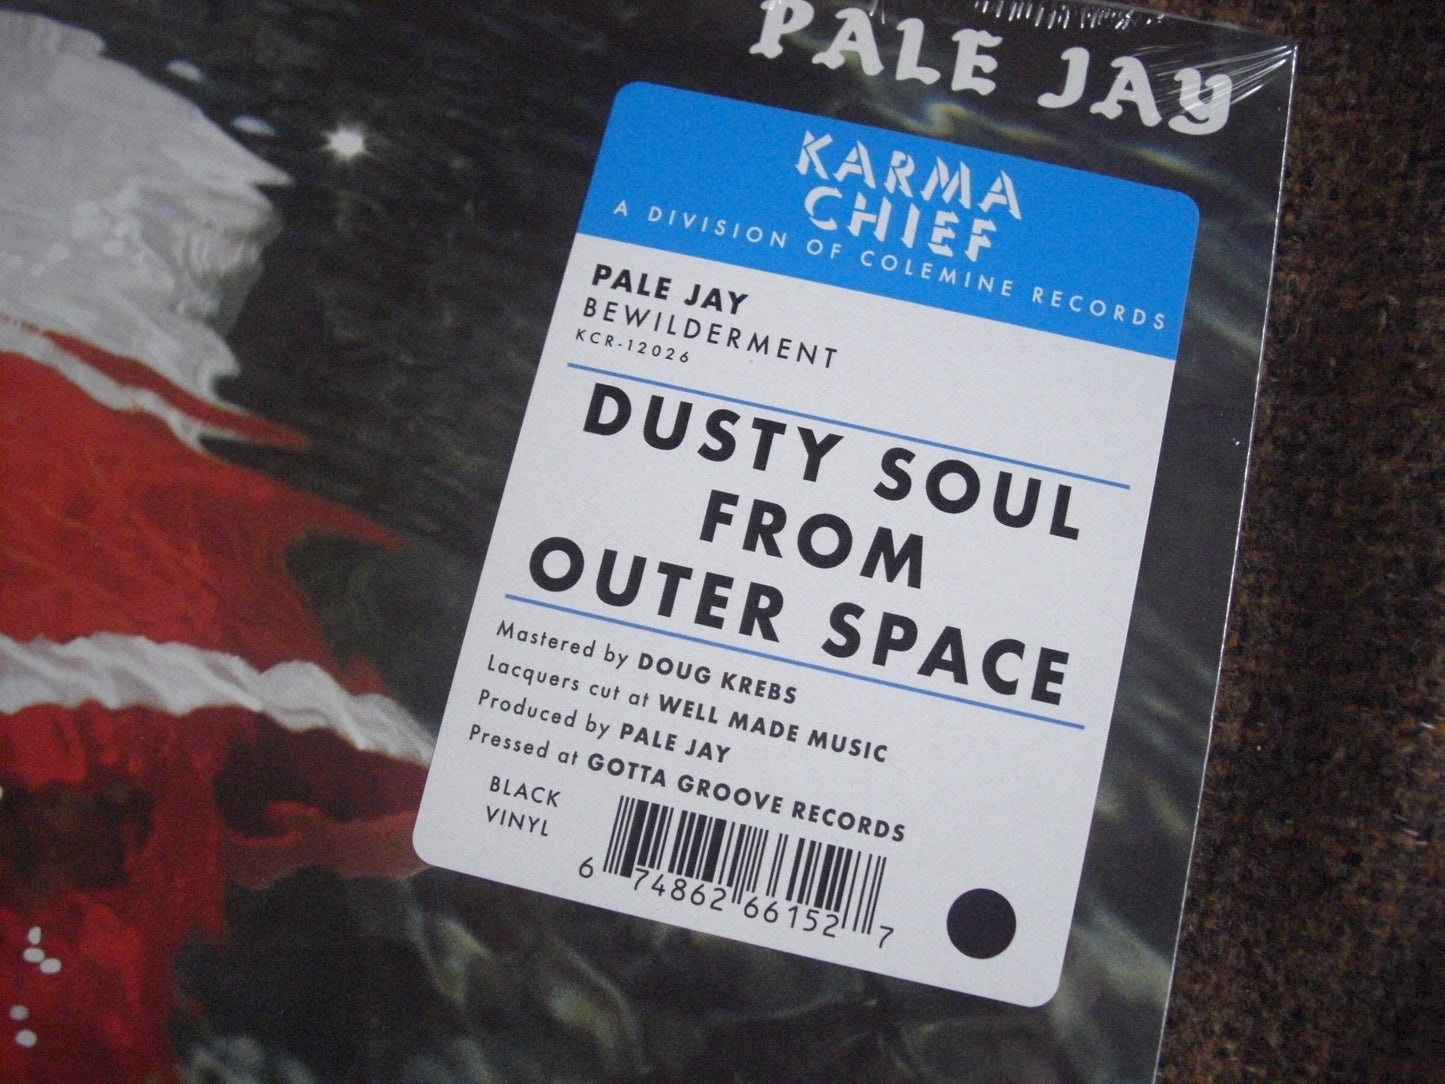 PALE JAY
KARMA
CHIEF
A DIVISION OF COLEMINE RECORDS
PALE JAY
BEWILDERMENT
KCR-12026
DUSTY SOUL
FROM
OUTER SPACE
Mastered by DOUG KREBS
Lacquers cut at WELL MADE MUSIC
Produced by PALE JAY
Pressed at GOTTA GROOVE RECORDS
BLACK
VINYL
6 74862 66152 7